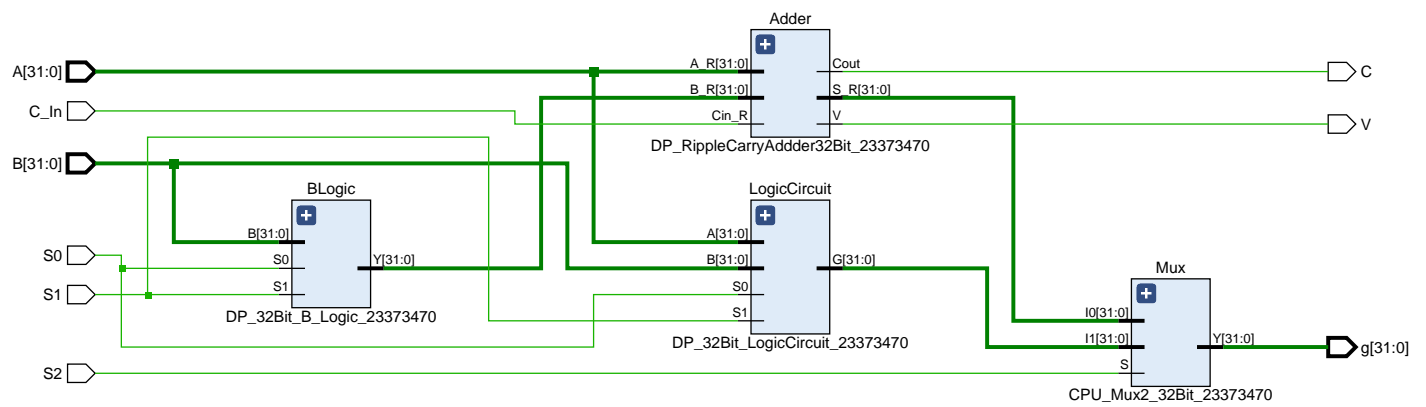 Adder
A[31:0]
A_R[31:0]
Cout
C
B_R[31:0]
S_R[31:0]
C_In
Cin_R
V
V
DP_RippleCarryAddder32Bit_23373470
B[31:0]
BLogic
LogicCircuit
B[31:0]
A[31:0]
S0
S0
Y[31:0]
B[31:0]
G[31:0]
Mux
S1
S1
S0
DP_32Bit_B_Logic_23373470
S1
I0[31:0]
DP_32Bit_LogicCircuit_23373470
I1[31:0]
Y[31:0]
g[31:0]
S2
S
CPU_Mux2_32Bit_23373470